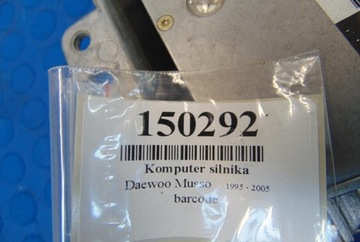 150292
Komputer silnika
Daewoo Musso 1995 - 2005
barcode